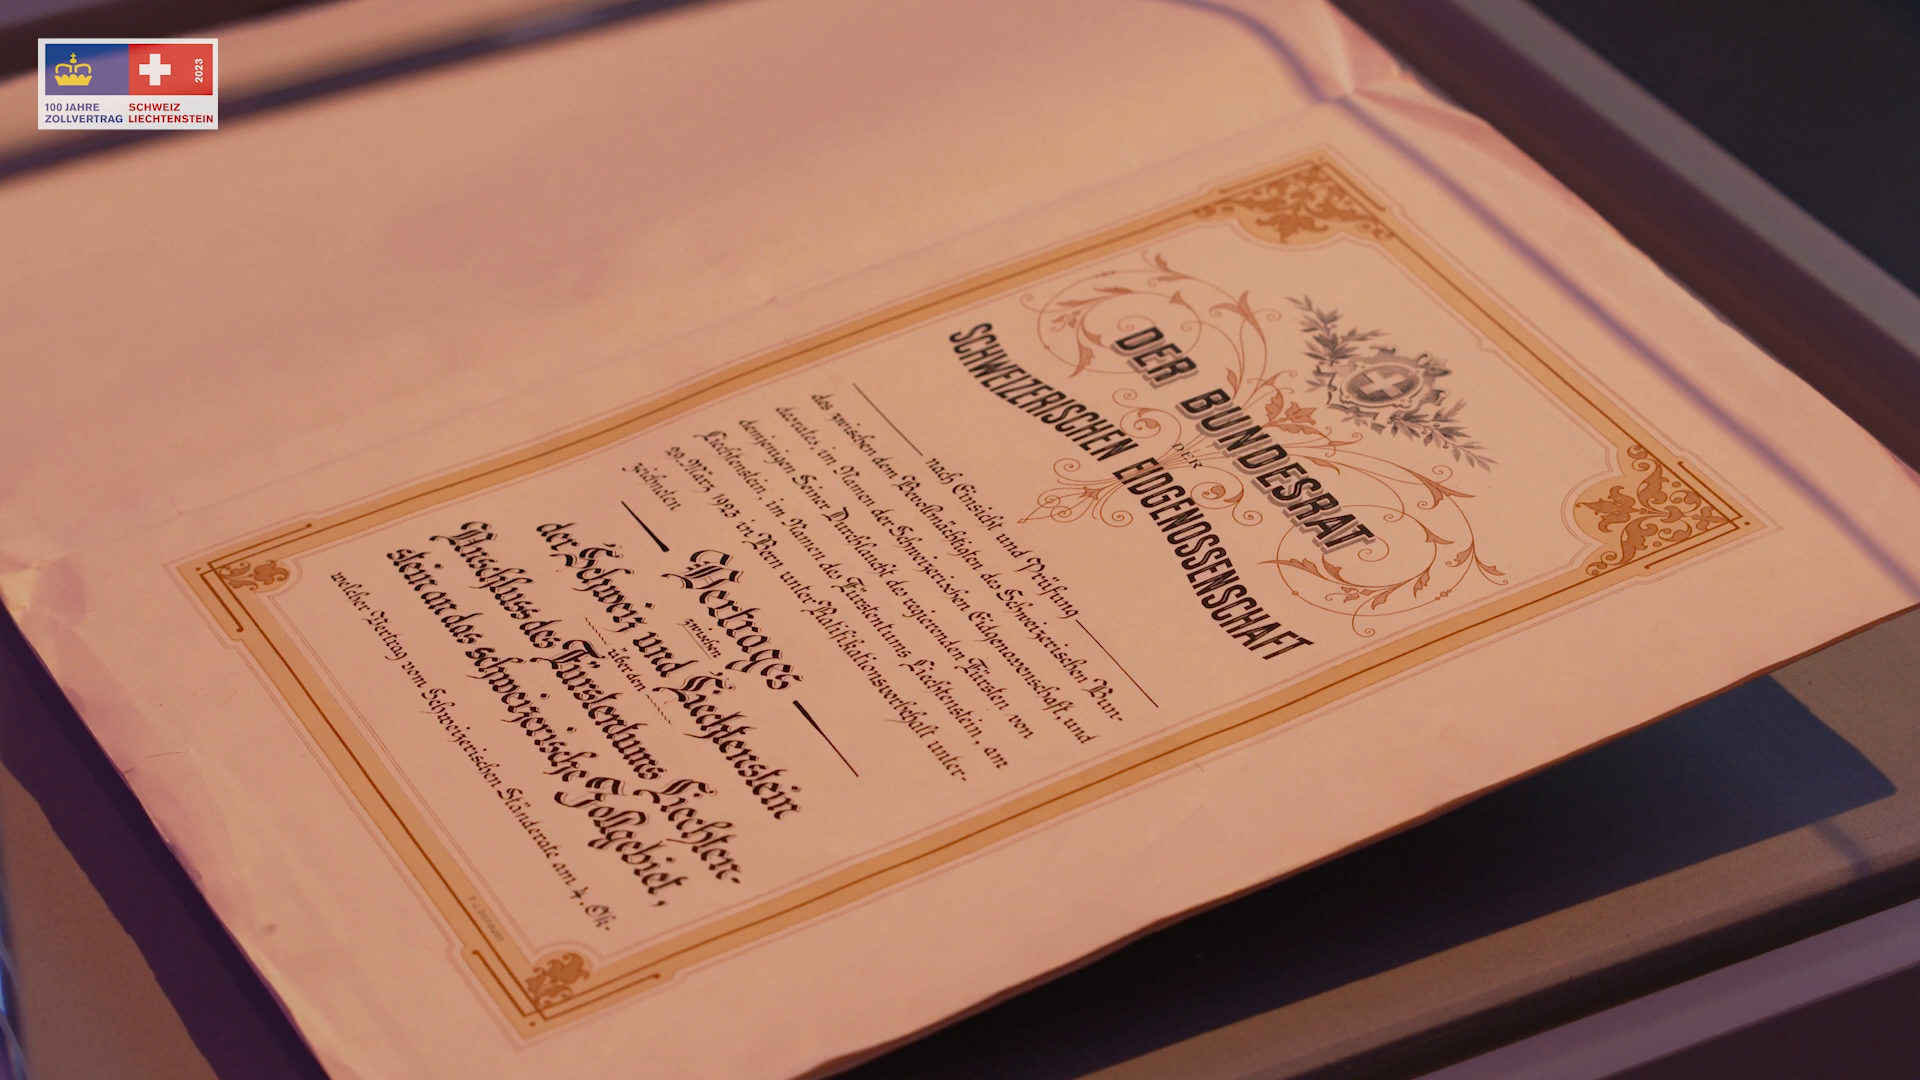 100 JAHRE
ZOLLVERTRAG
SCHWEIZ
LIECHTENSTEIN
2023
DER BUNDESRAT
DER
SCHWEIZERISCHEN EIDGENOSSENSCHAFT
nach Einsicht und Prüfung
des zwischen dem Bevollmächtigten des Schweizerischen Bun-
desrates, im Namen der Schweizerischen Eidgenossenschaft, und
demjenigen Seiner Durchlaucht des regierenden Fürsten von
Liechtenstein, im Namen des Fürstentums Liechtenstein, am
29. März 1923 in Bern unter Ratifikationsvorbehalt unter-
zeichneten
Vertrages
zwischen
der Schweiz und Liechtenstein
über den
Anschluss des Fürstentums Liechten-
stein an das schweizerische Zollgebiet,
welcher Vertrag vom Schweizerischen Ständerate am 4. Ok-